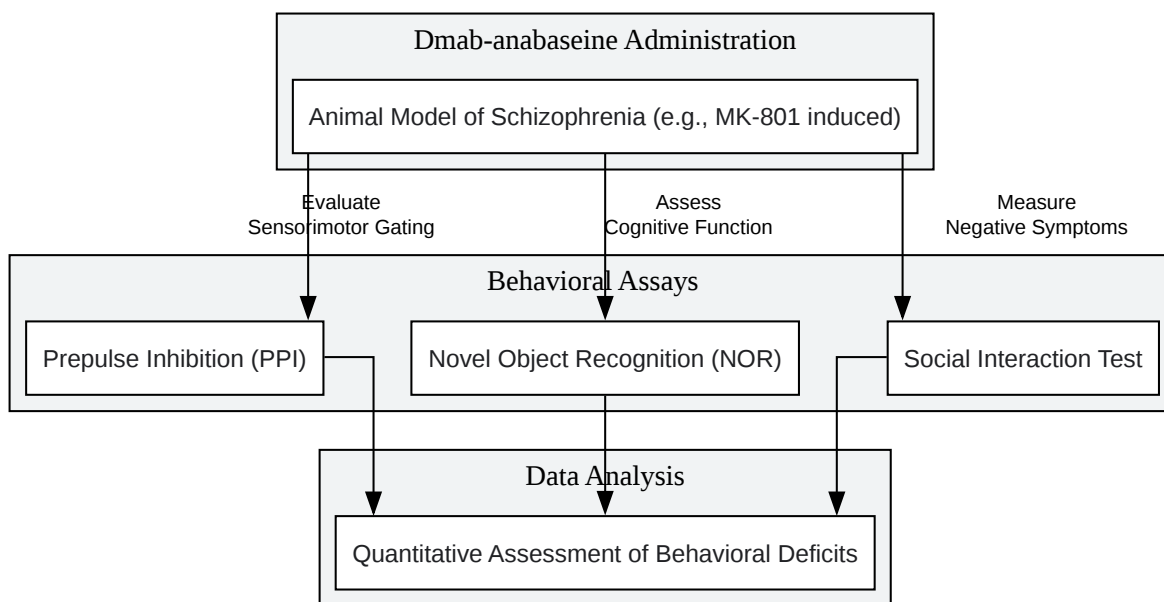 Dmab-anabaseine Administration
Animal Model of Schizophrenia (e.g., MK-801 induced)
Evaluate
Sensorimotor Gating
Assess
Cognitive Function
Measure
Negative Symptoms
Behavioral Assays
Prepulse Inhibition (PPI)
Novel Object Recognition (NOR)
Social Interaction Test
Data Analysis
Quantitative Assessment of Behavioral Deficits